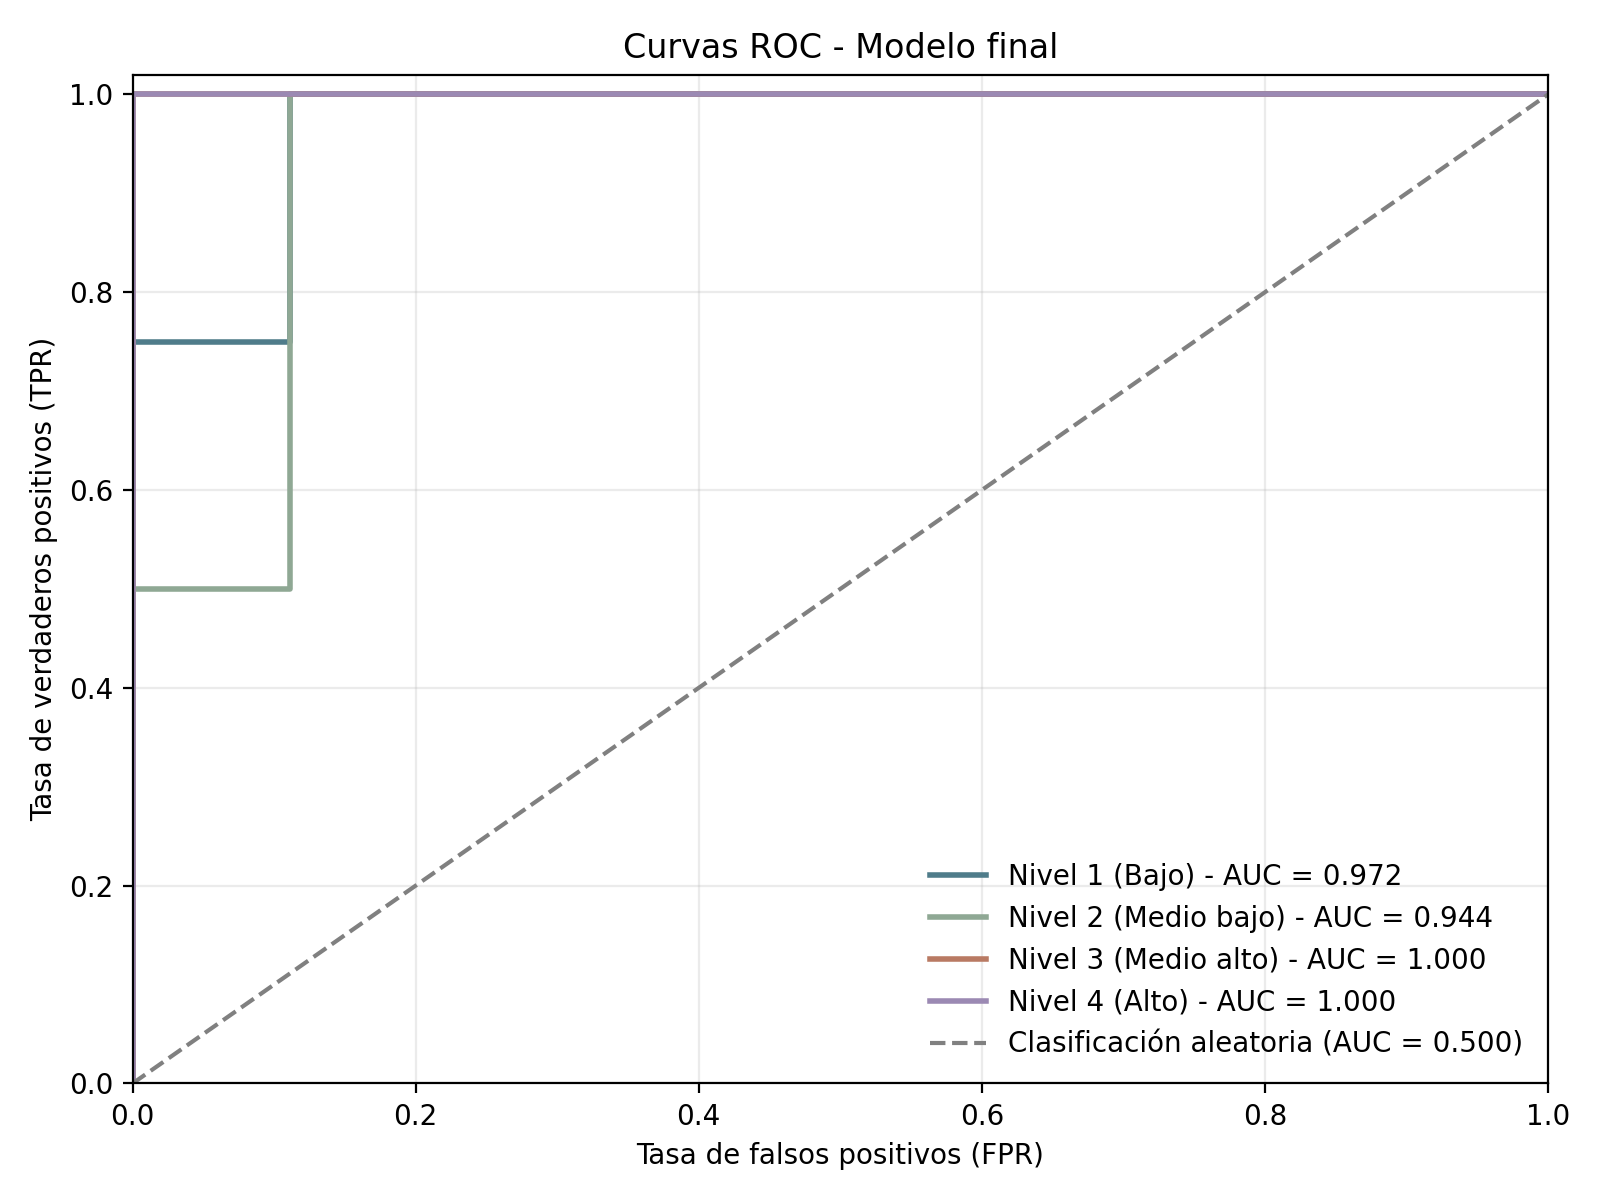 Curvas ROC - Modelo final
Tasa de verdaderos positivos (TPR)
1.0
0.8
0.6
0.4
0.2
0.0
0.0 0.2 0.4 0.6 0.8 1.0
Tasa de falsos positivos (FPR)
Nivel 1 (Bajo) - AUC = 0.972
Nivel 2 (Medio bajo) - AUC = 0.944
Nivel 3 (Medio alto) - AUC = 1.000
Nivel 4 (Alto) - AUC = 1.000
Clasificación aleatoria (AUC = 0.500)